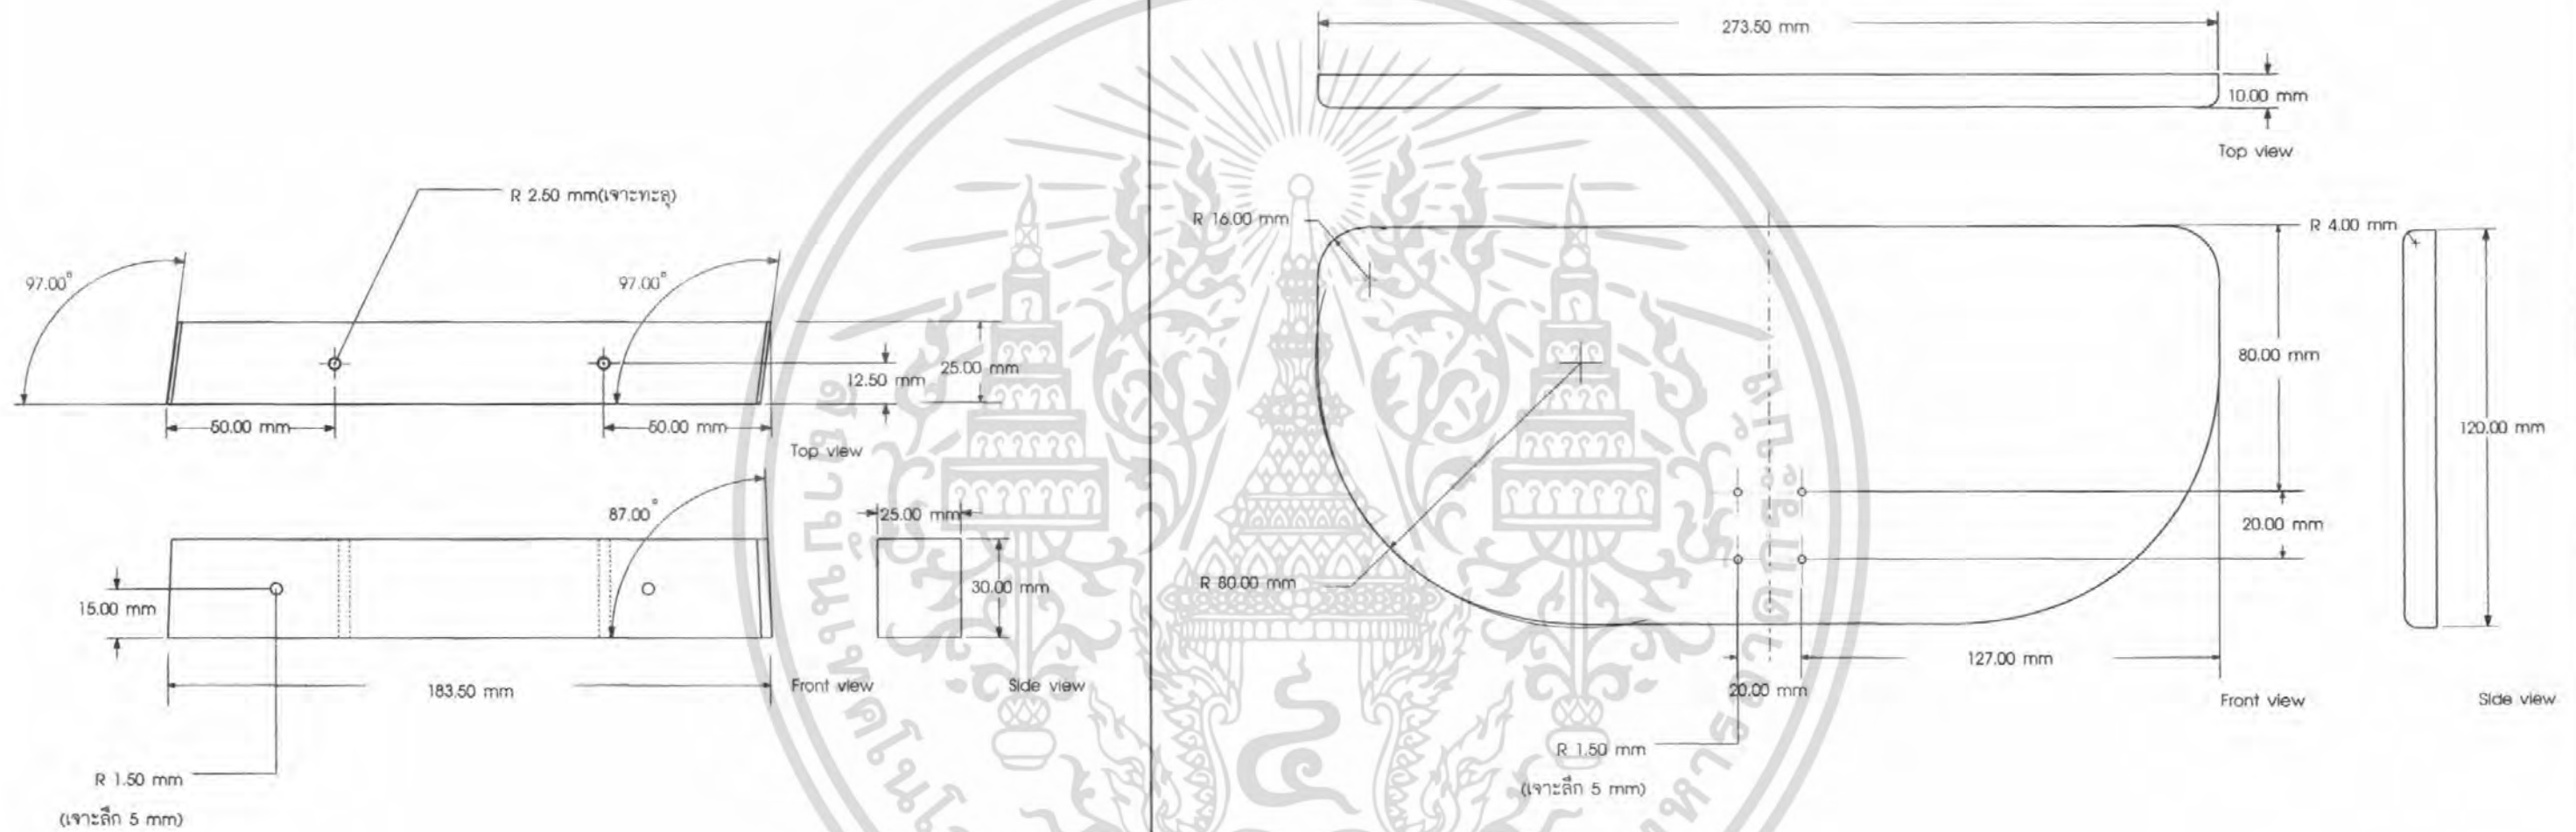 R 2.50 mm(เจาะทะลุ)
97.00°
97.00°
12.50 mm
25.00 mm
50.00 mm
50.00 mm
Top view
87.00°
25.00 mm
15.00 mm
30.00 mm
183.50 mm
Front view
Side view
R 1.50 mm
(เจาะลึก 5 mm)
273.50 mm
10.00 mm
Top view
R 16.00 mm
R 4.00 mm
80.00 mm
120.00 mm
20.00 mm
R 80.00 mm
127.00 mm
20.00 mm
Front view
Side view
R 1.50 mm
(เจาะลึก 5 mm)